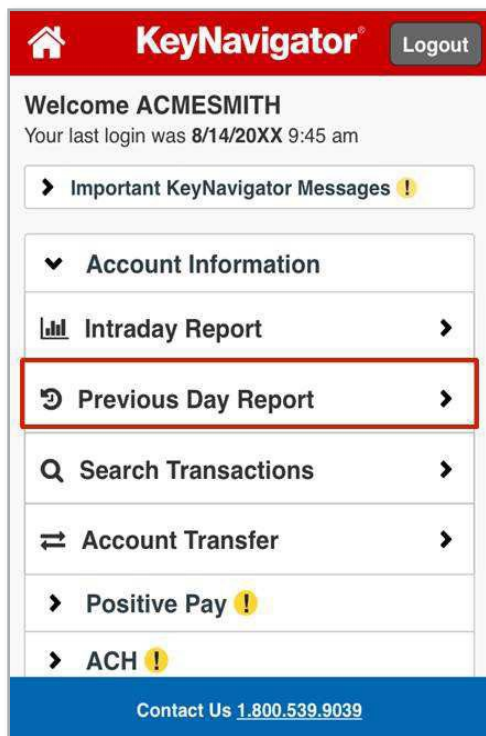 KeyNavigator®
Logout
Welcome ACMESMITH
Your last login was 8/14/20XX 9:45 am
Important KeyNavigator Messages
Account Information
Intraday Report
Previous Day Report
Search Transactions
Account Transfer
Positive Pay
ACH
Contact Us 1.800.539.9039